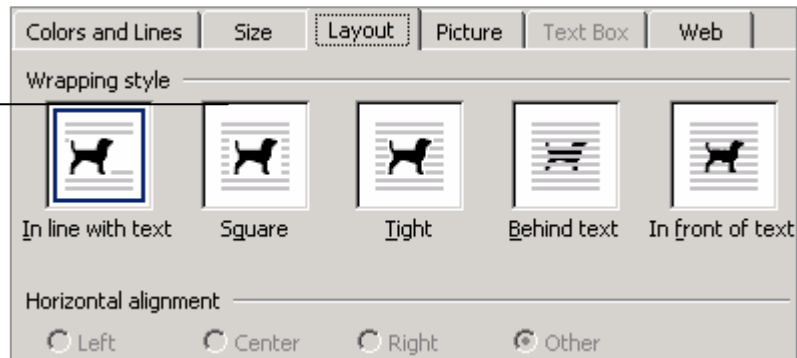 Colors and Lines Size Layout Picture Text Box Web
Wrapping style
In line with text Square Tight Behind text In front of text
Horizontal alignment
Left Center Right Other